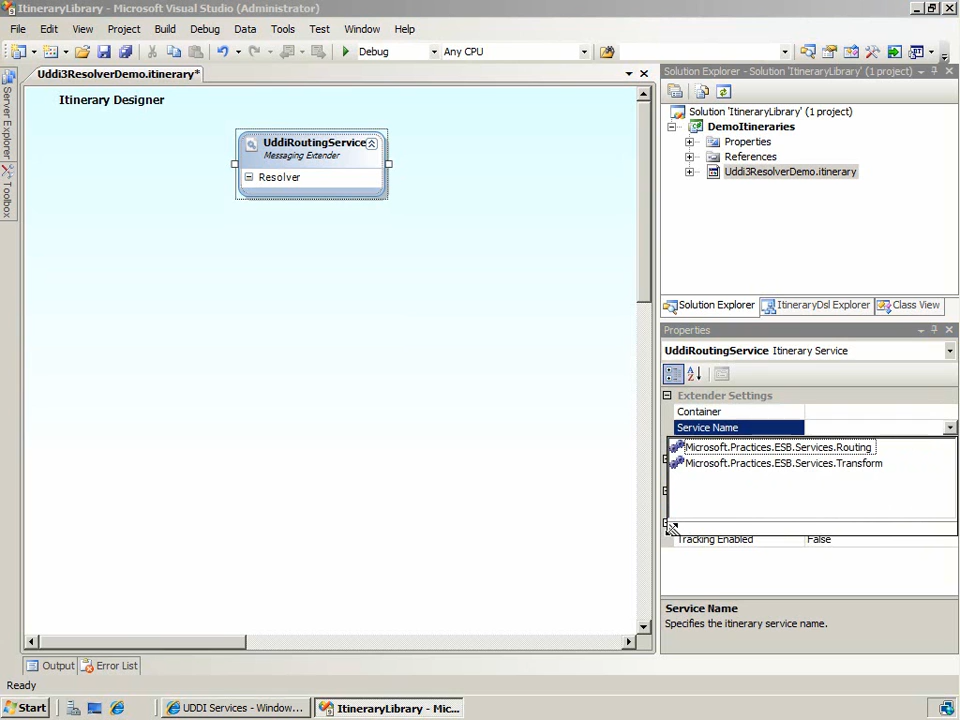 ItineraryLibrary - Microsoft Visual Studio (Administrator)
File Edit View Project Build Debug Data Tools Test Window Help
Debug Any CPU
Uddi3ResolverDemo.itinerary*
Solution Explorer - Solution 'ItineraryLibrary' (1 project)
Server Explorer
Toolbox
Itinerary Designer
UddiRoutingService
Messaging Extender
Resolver
Solution 'ItineraryLibrary' (1 project)
DemoItineraries
Properties
References
Uddi3ResolverDemo.itinerary
Solution Explorer ItineraryDsl Explorer Class View
Properties
UddiRoutingService Itinerary Service
Extender Settings
Container
Service Name
Microsoft.Practices.ESB.Services.Routing
Microsoft.Practices.ESB.Services.Transform
Tracking Enabled False
Service Name
Specifies the itinerary service name.
Output Error List
Ready
Start UDDI Services - Window... ItineraryLibrary - Mic...